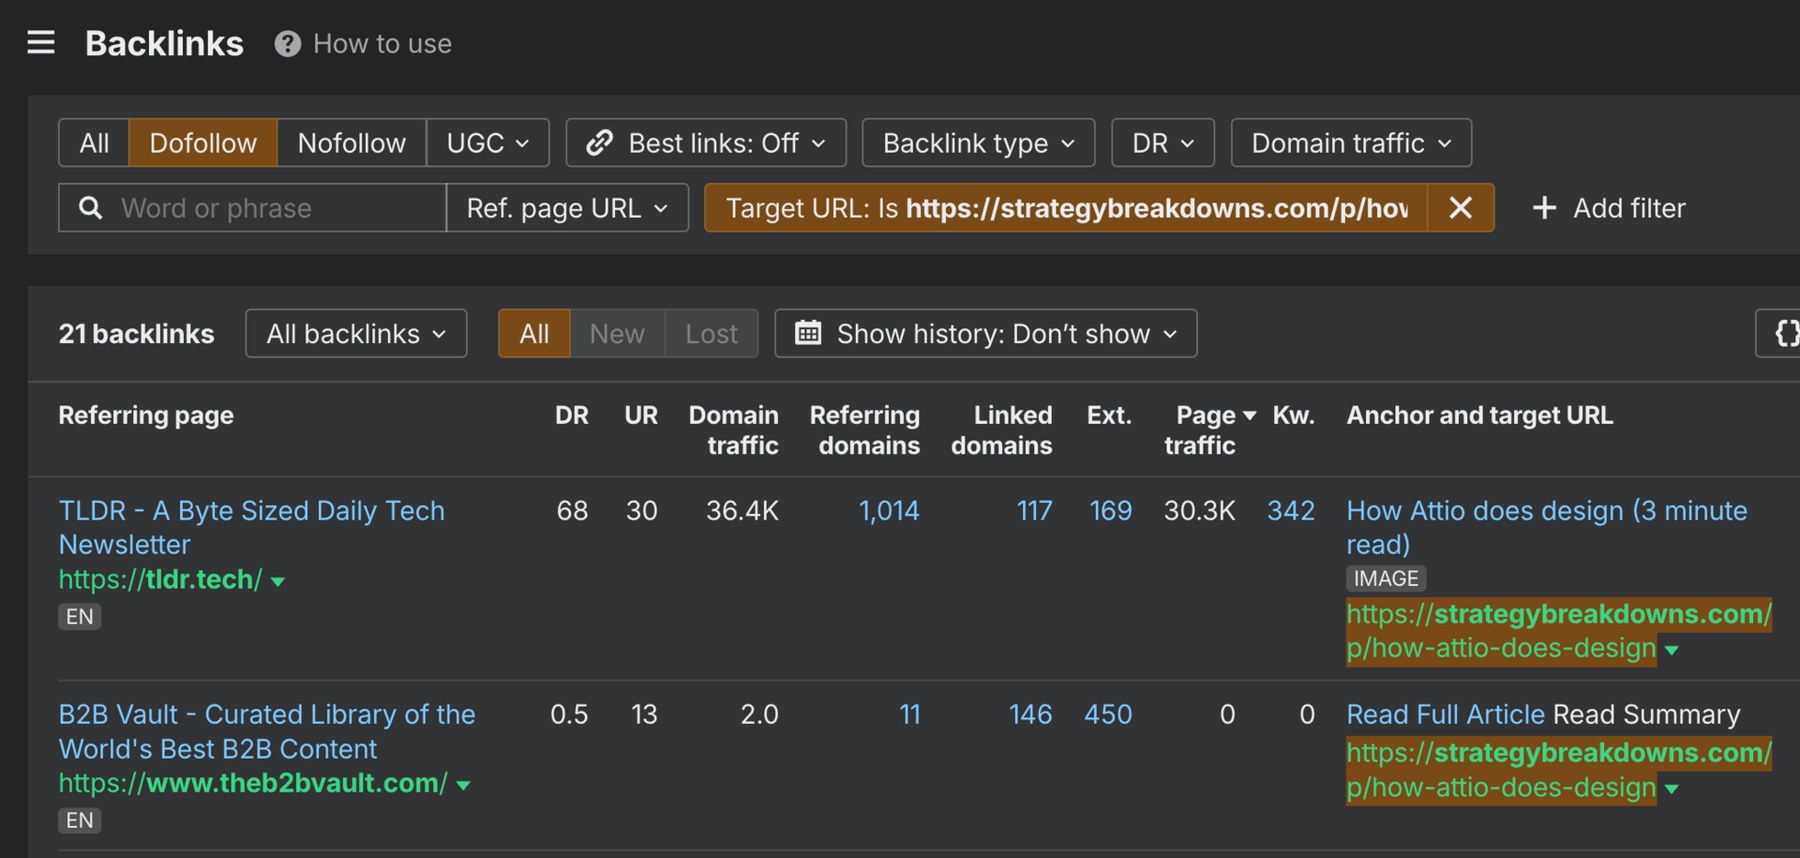 Backlinks How to use
All Dofollow Nofollow UGC Best links: Off Backlink type DR Domain traffic
Word or phrase Ref. page URL Target URL: Is https://strategybreakdowns.com/p/how Add filter
21 backlinks All backlinks All New Lost Show history: Don't show {}
Referring page DR UR Domain traffic Referring domains Linked domains Ext. Page traffic Kw. Anchor and target URL
TLDR - A Byte Sized Daily Tech 68 30 36.4K 1,014 117 169 30.3K 342 How Attio does design (3 minute
Newsletter read)
https://tldr.tech/ IMAGE
EN https://strategybreakdowns.com/
p/how-attio-does-design
B2B Vault - Curated Library of the 0.5 13 2.0 11 146 450 0 0 Read Full Article Read Summary
World's Best B2B Content https://strategybreakdowns.com/
https://www.theb2bvault.com/ p/how-attio-does-design
EN